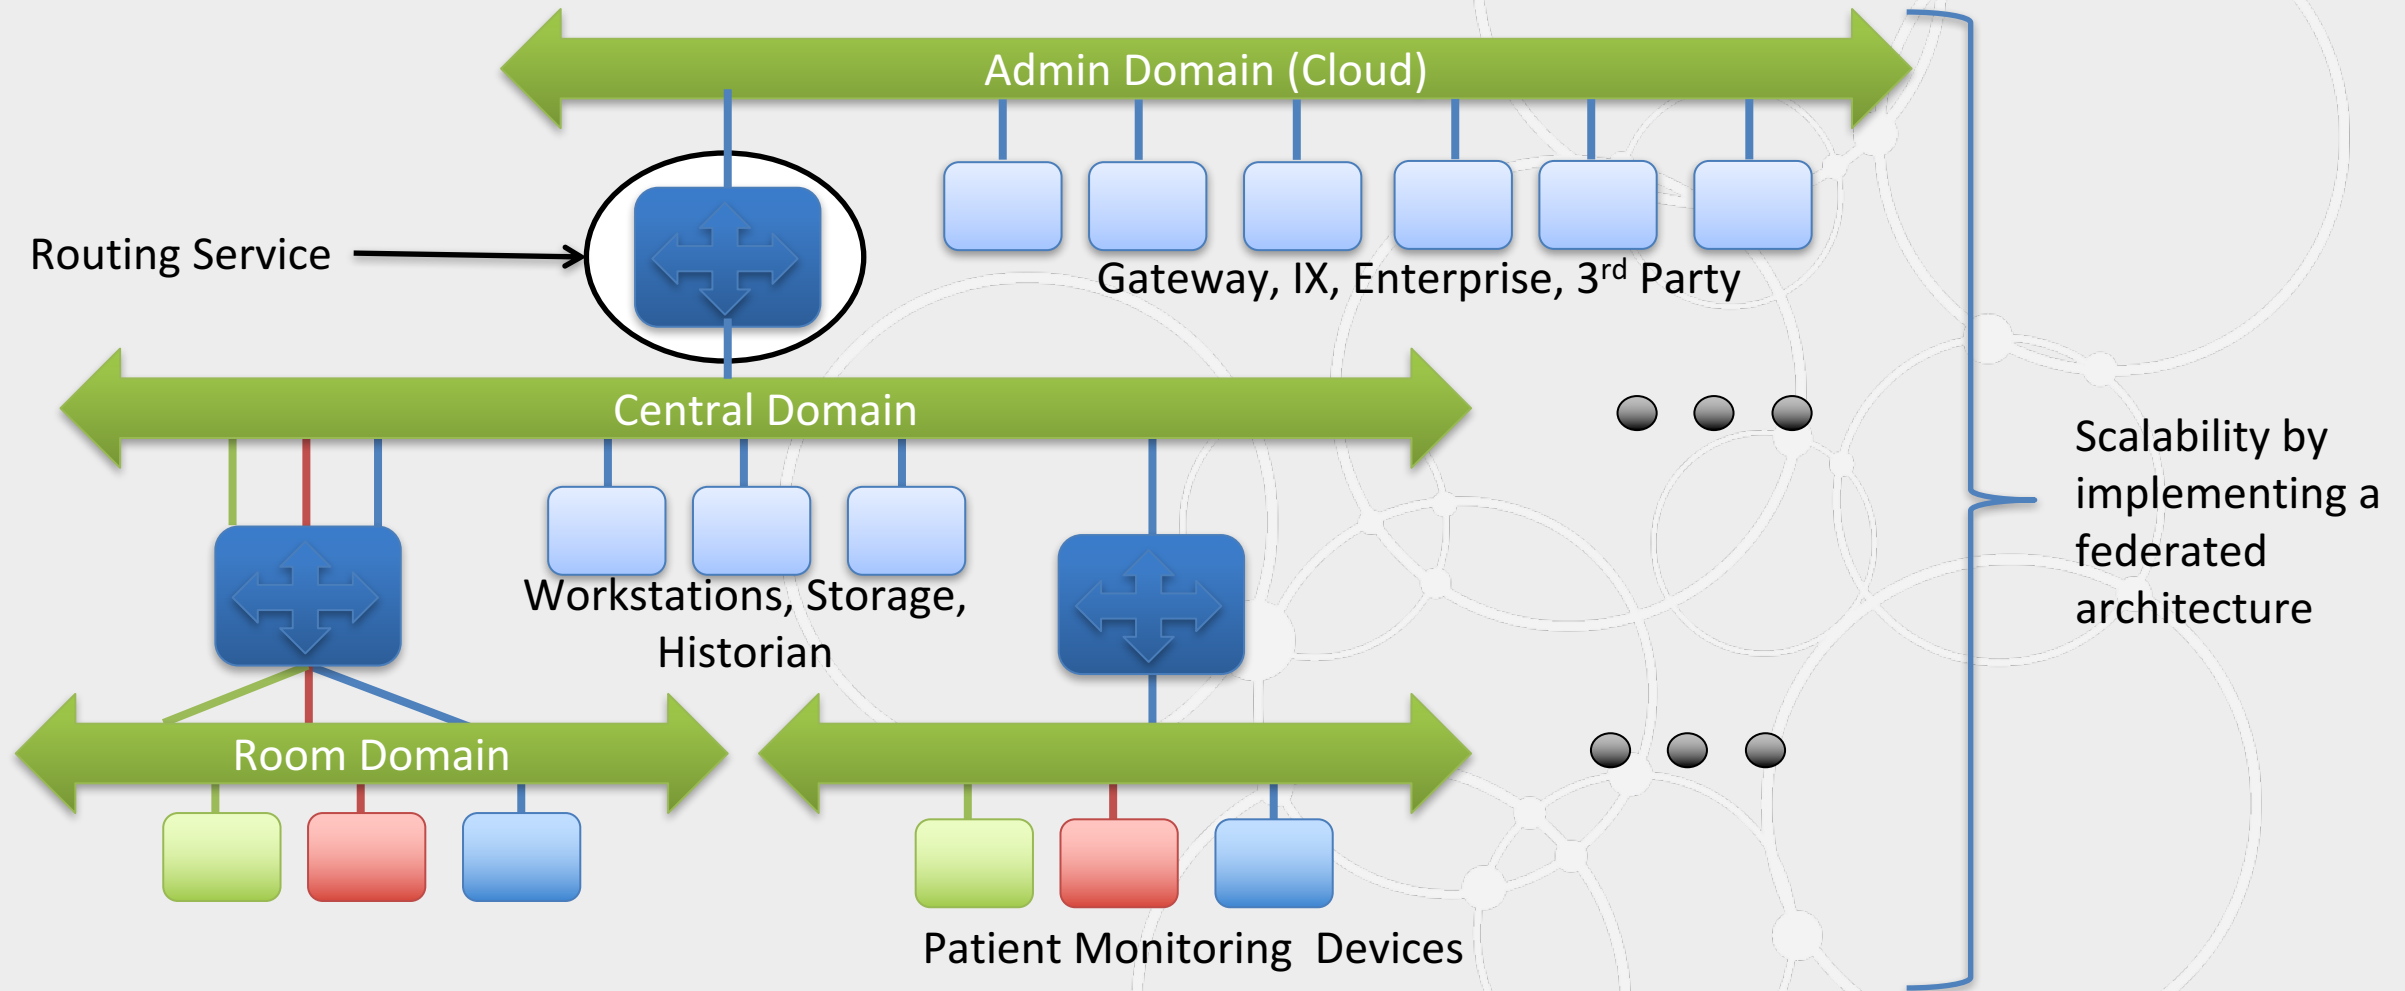 Admin Domain (Cloud)
Routing Service
Gateway, IX, Enterprise, 3rd Party
Central Domain
Scalability by
implementing a
federated
architecture
Workstations, Storage,
Historian
Room Domain
Patient Monitoring  Devices